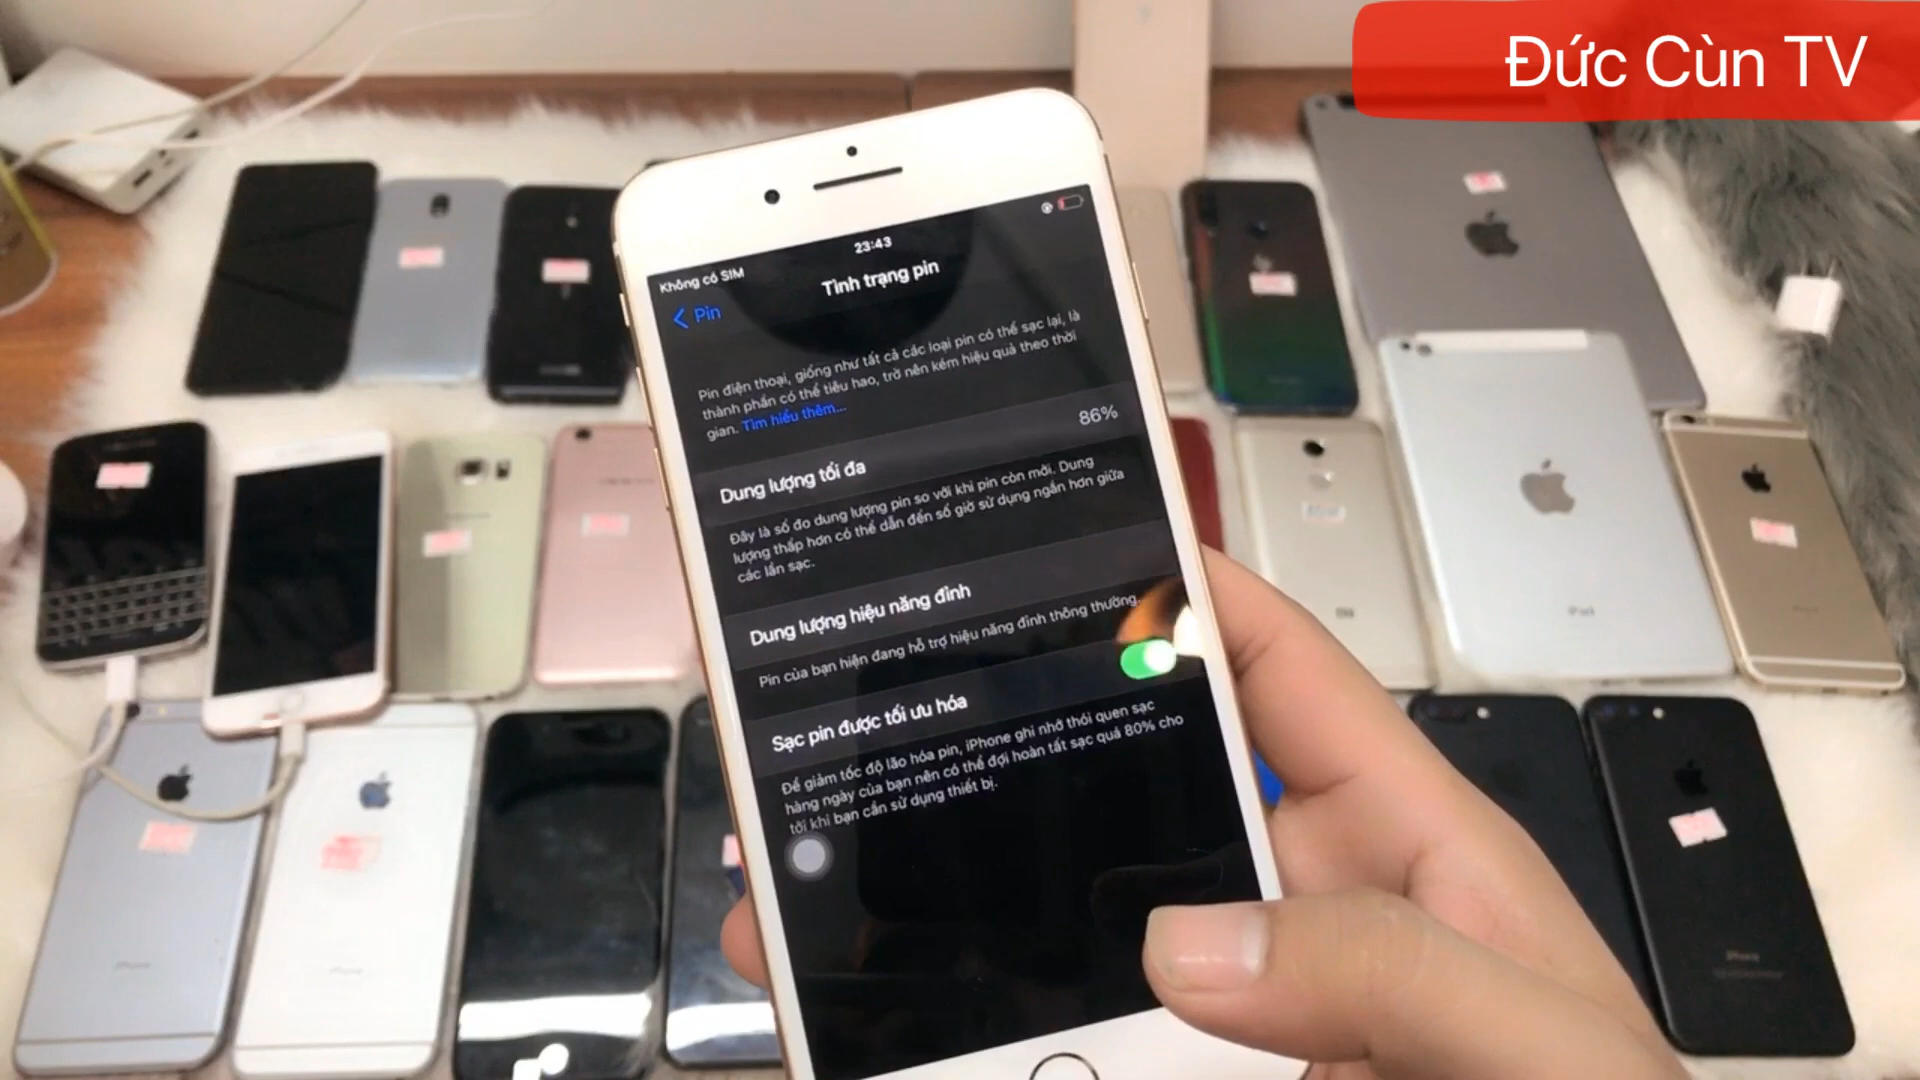 Đức Cùn TV
Không có SIM
23:43
Pin
Tình trạng pin
Pin điện thoại, giống như tất cả các loại pin có thể sạc lại, là
thành phần có thể tiêu hao, trở nên kém hiệu quả theo thời
gian. Tìm hiểu thêm...
Dung lượng tối đa 86%
Đây là số đo dung lượng pin so với khi pin còn mới. Dung
lượng thấp hơn có thể dẫn đến số giờ sử dụng ngắn hơn giữa
các lần sạc.
Dung lượng hiệu năng đỉnh
Pin của bạn hiện đang hỗ trợ hiệu năng đỉnh thông thường.
Sạc pin được tối ưu hóa
Để giảm tốc độ lão hóa pin, iPhone ghi nhớ thói quen sạc
hàng ngày của bạn nên có thể đợi hoàn tất sạc quá 80% cho
tới khi bạn cần sử dụng thiết bị.
iPad
iPhone